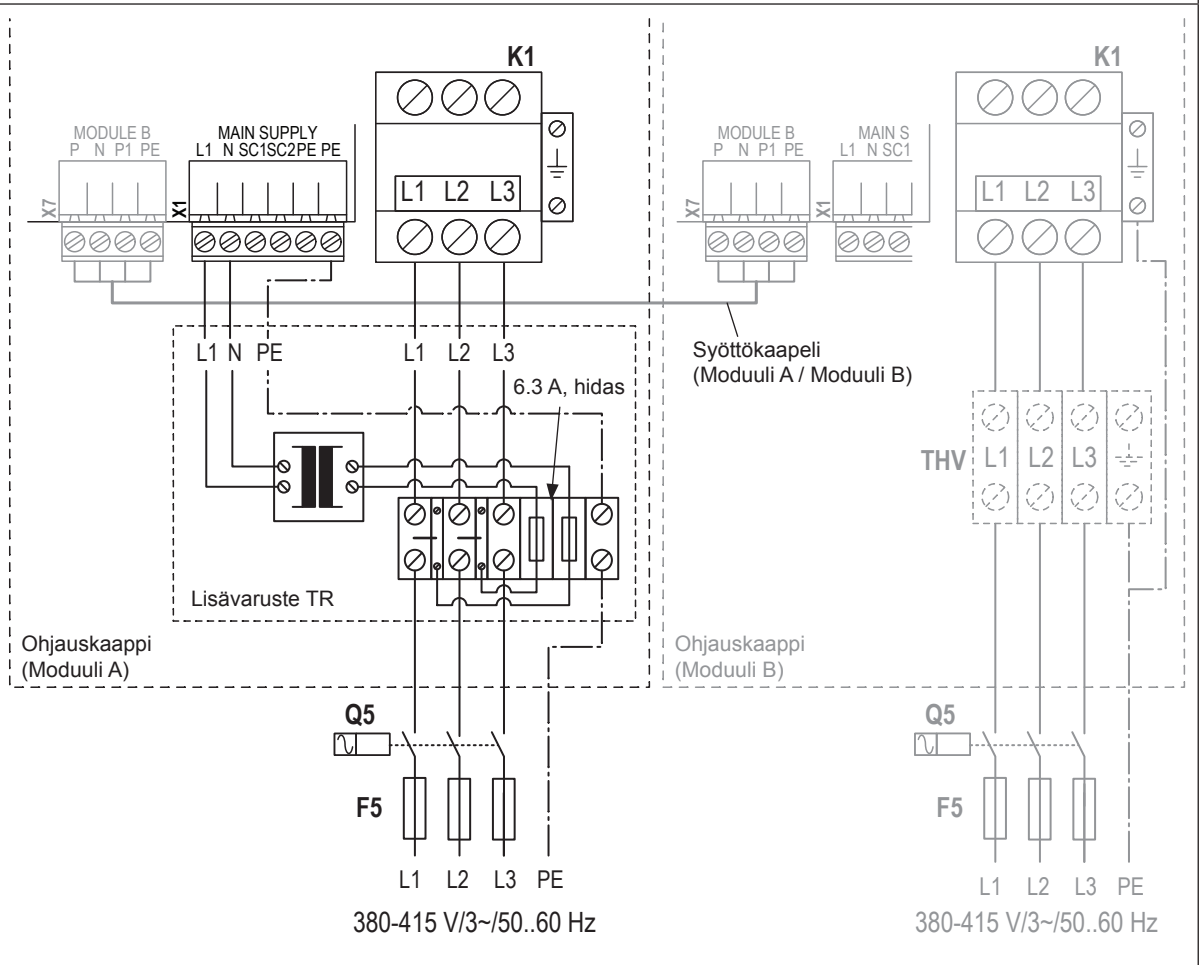 K1
MODULE B
P N P1 PE
X7
MAIN SUPPLY
L1 N SC1SC2PE PE
X1
L1 L2 L3
L1 N PE
L1 L2 L3
6.3 A, hidas
Lisävaruste TR
Ohjauskaappi
(Moduuli A)
Q5
F5
L1 L2 L3 PE
380-415 V/3~/50..60 Hz
Syöttökaapeli
(Moduuli A / Moduuli B)
K1
MODULE B
P N P1 PE
X7
MAIN S
L1 N SC1
X1
L1 L2 L3
THV L1 L2 L3
Ohjauskaappi
(Moduuli B)
Q5
F5
L1 L2 L3 PE
380-415 V/3~/50..60 Hz